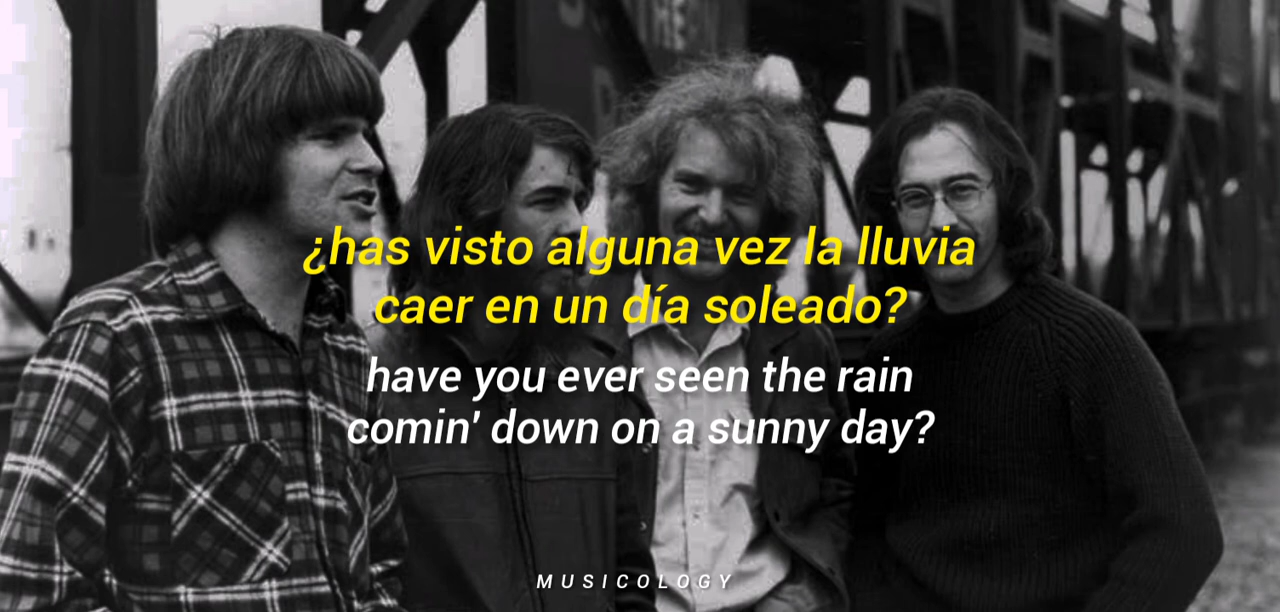 ¿has visto alguna vez la lluvia
caer en un día soleado?
have you ever seen the rain
comin' down on a sunny day?
MUSICOLOGY